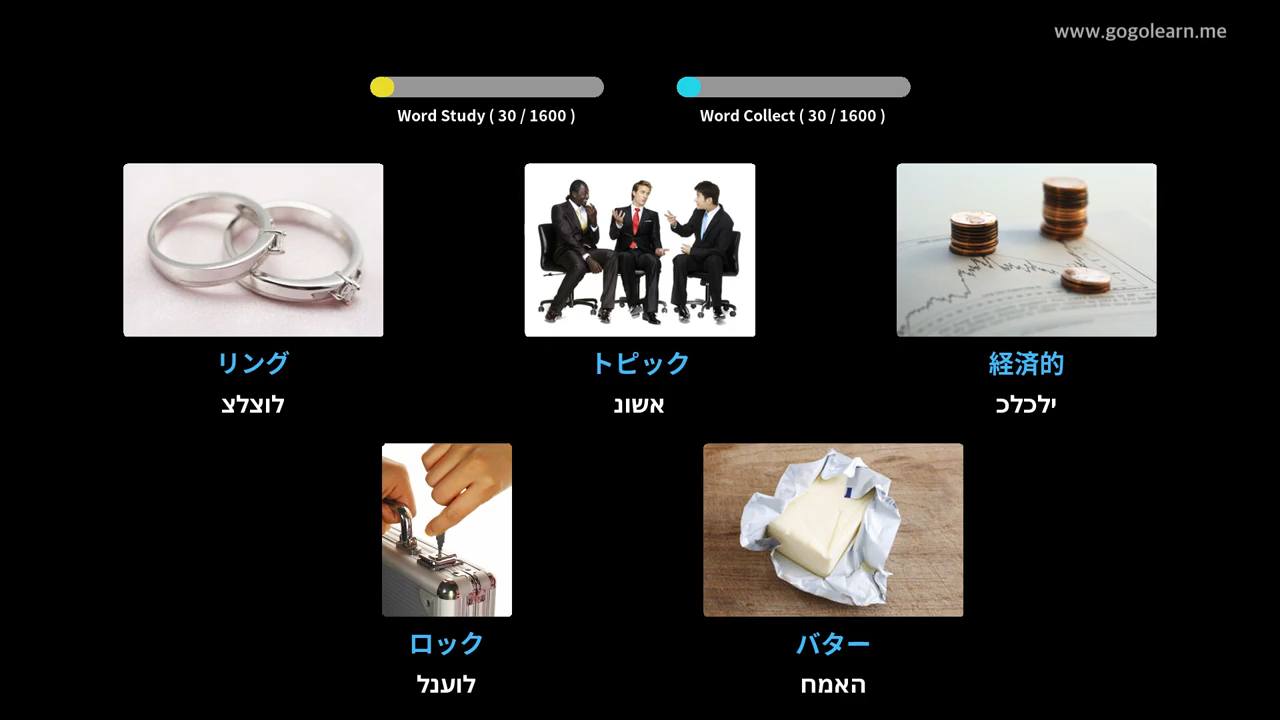 www.gogolearn.me
Word Study ( 30 / 1600 )
Word Collect ( 30 / 1600 )
リング
לוצלצ
トピック
אשונ
経済的
ילכלכ
ロック
לוענל
バター
האמח